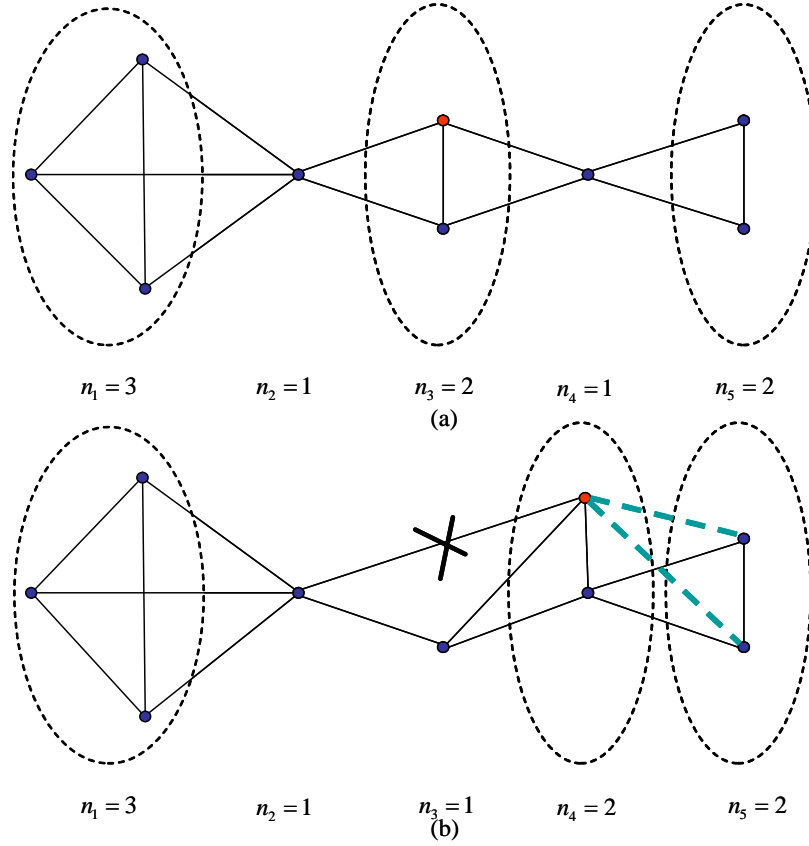 n₁ = 3 n₂ = 1 n₃ = 2 n₄ = 1 n₅ = 2
(a)
n₁ = 3 n₂ = 1 n₃ = 1 n₄ = 2 n₅ = 2
(b)